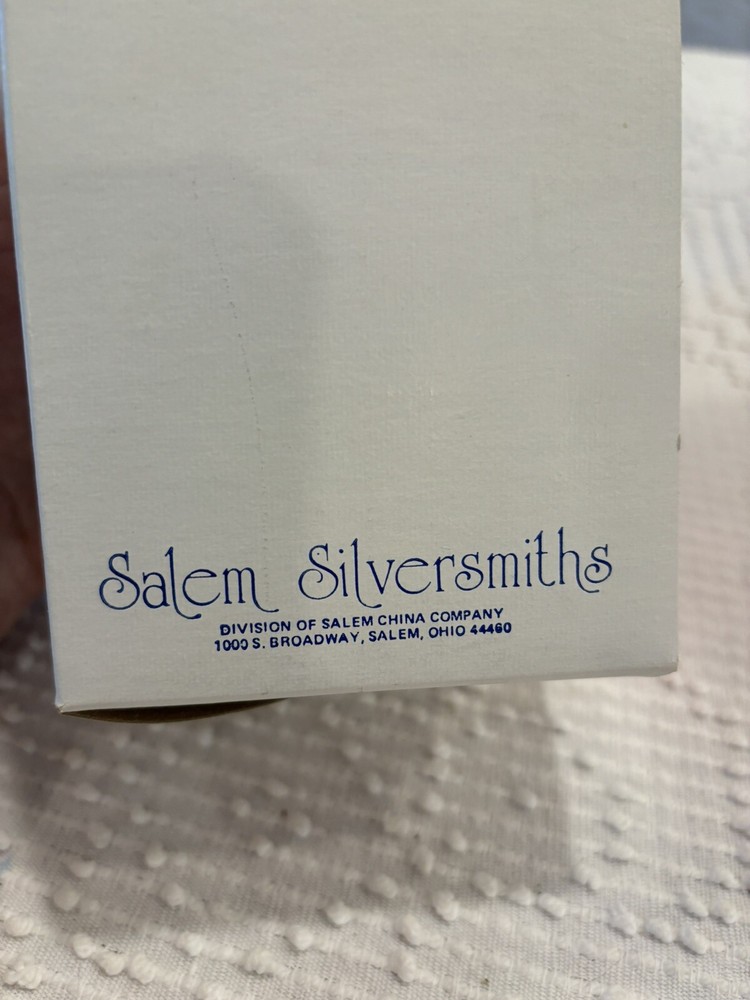 Salem Silversmiths
DIVISION OF SALEM CHINA COMPANY
1000 S. BROADWAY, SALEM, OHIO 44460